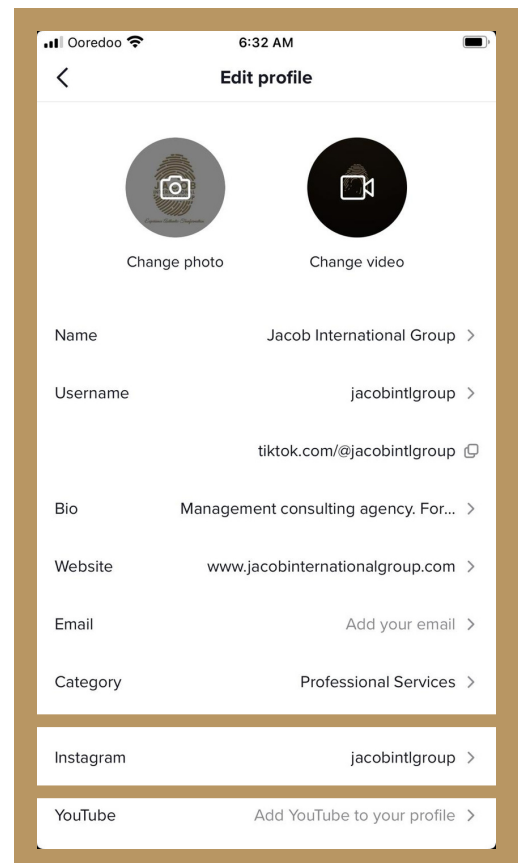 Ooredoo 6:32 AM
Edit profile
Change photo Change video
Name Jacob International Group
Username jacobintlgroup
tiktok.com/@jacobintlgroup
Bio Management consulting agency. For...
Website www.jacobinternationalgroup.com
Email Add your email
Category Professional Services
Instagram jacobintlgroup
YouTube Add YouTube to your profile